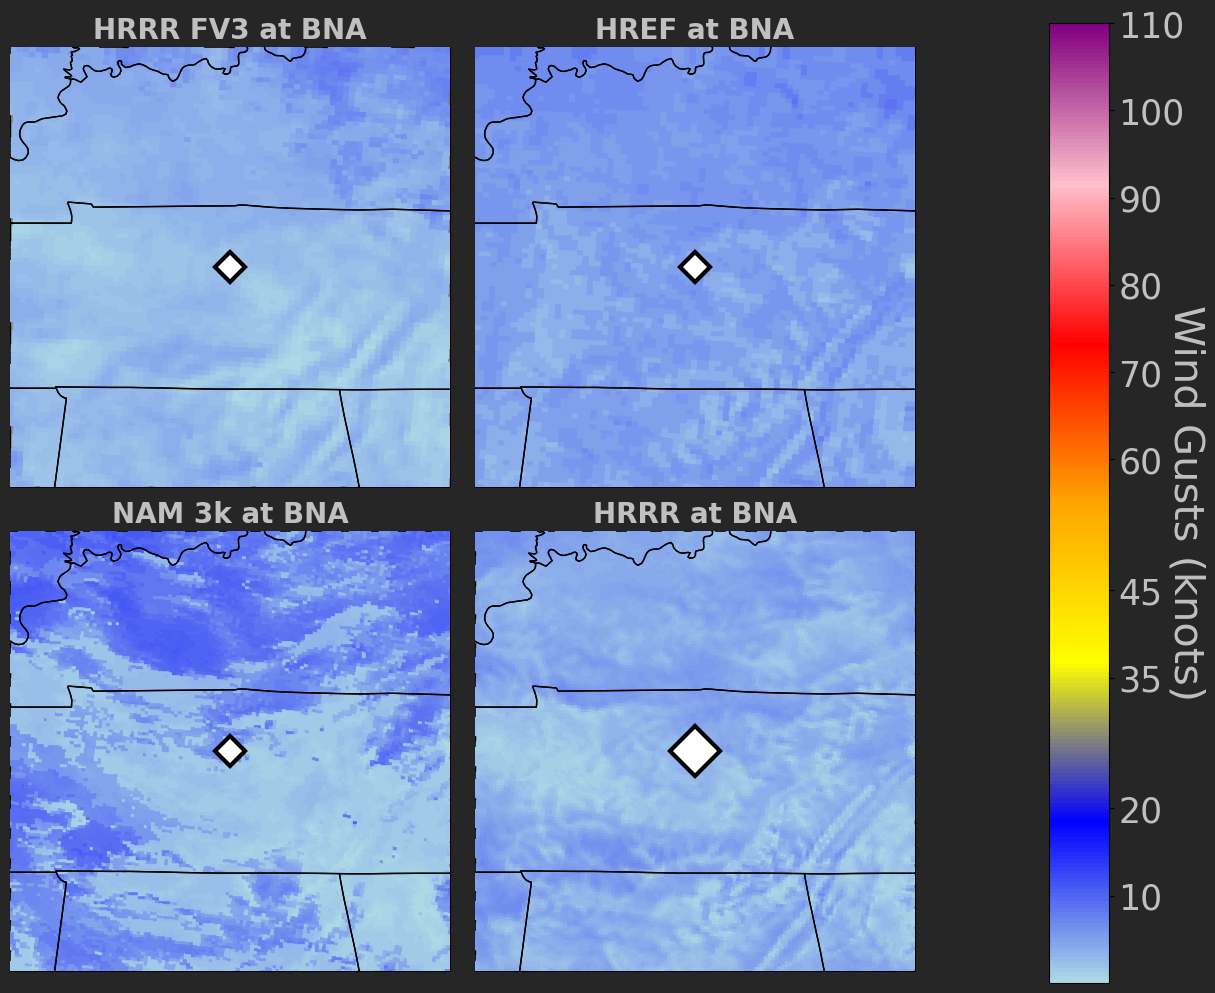 HRRR FV3 at BNA
HREF at BNA
NAM 3k at BNA
HRRR at BNA
110
100
90
80
70
60
45
35
20
10
Wind Gusts (knots)